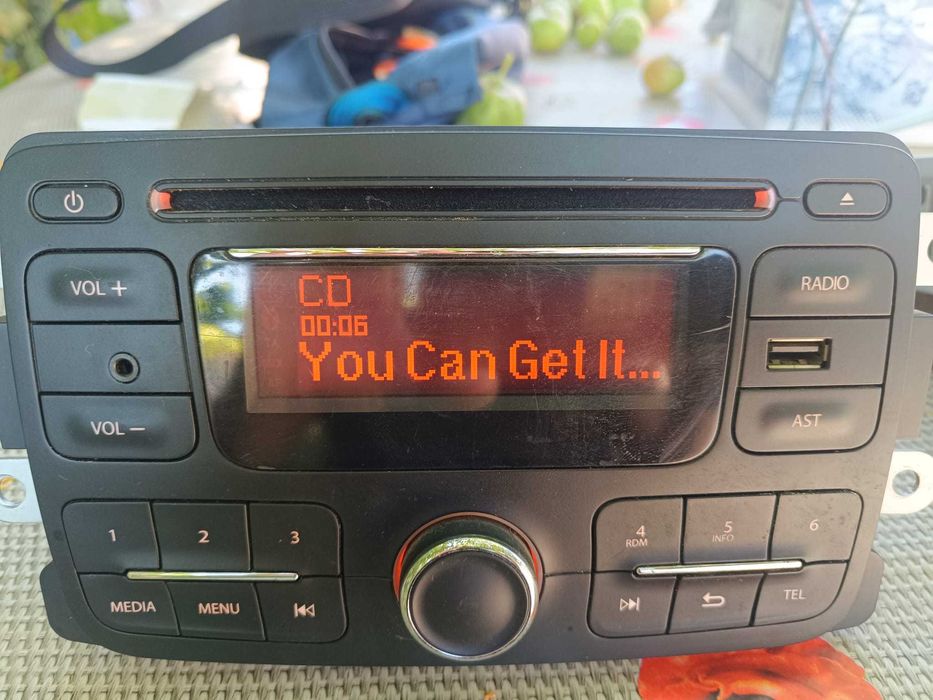 VOL +
VOL −
CD
00:06
You Can Get It...
RADIO
AST
1
2
3
4
RDM
5
INFO
6
MEDIA
MENU
TEL